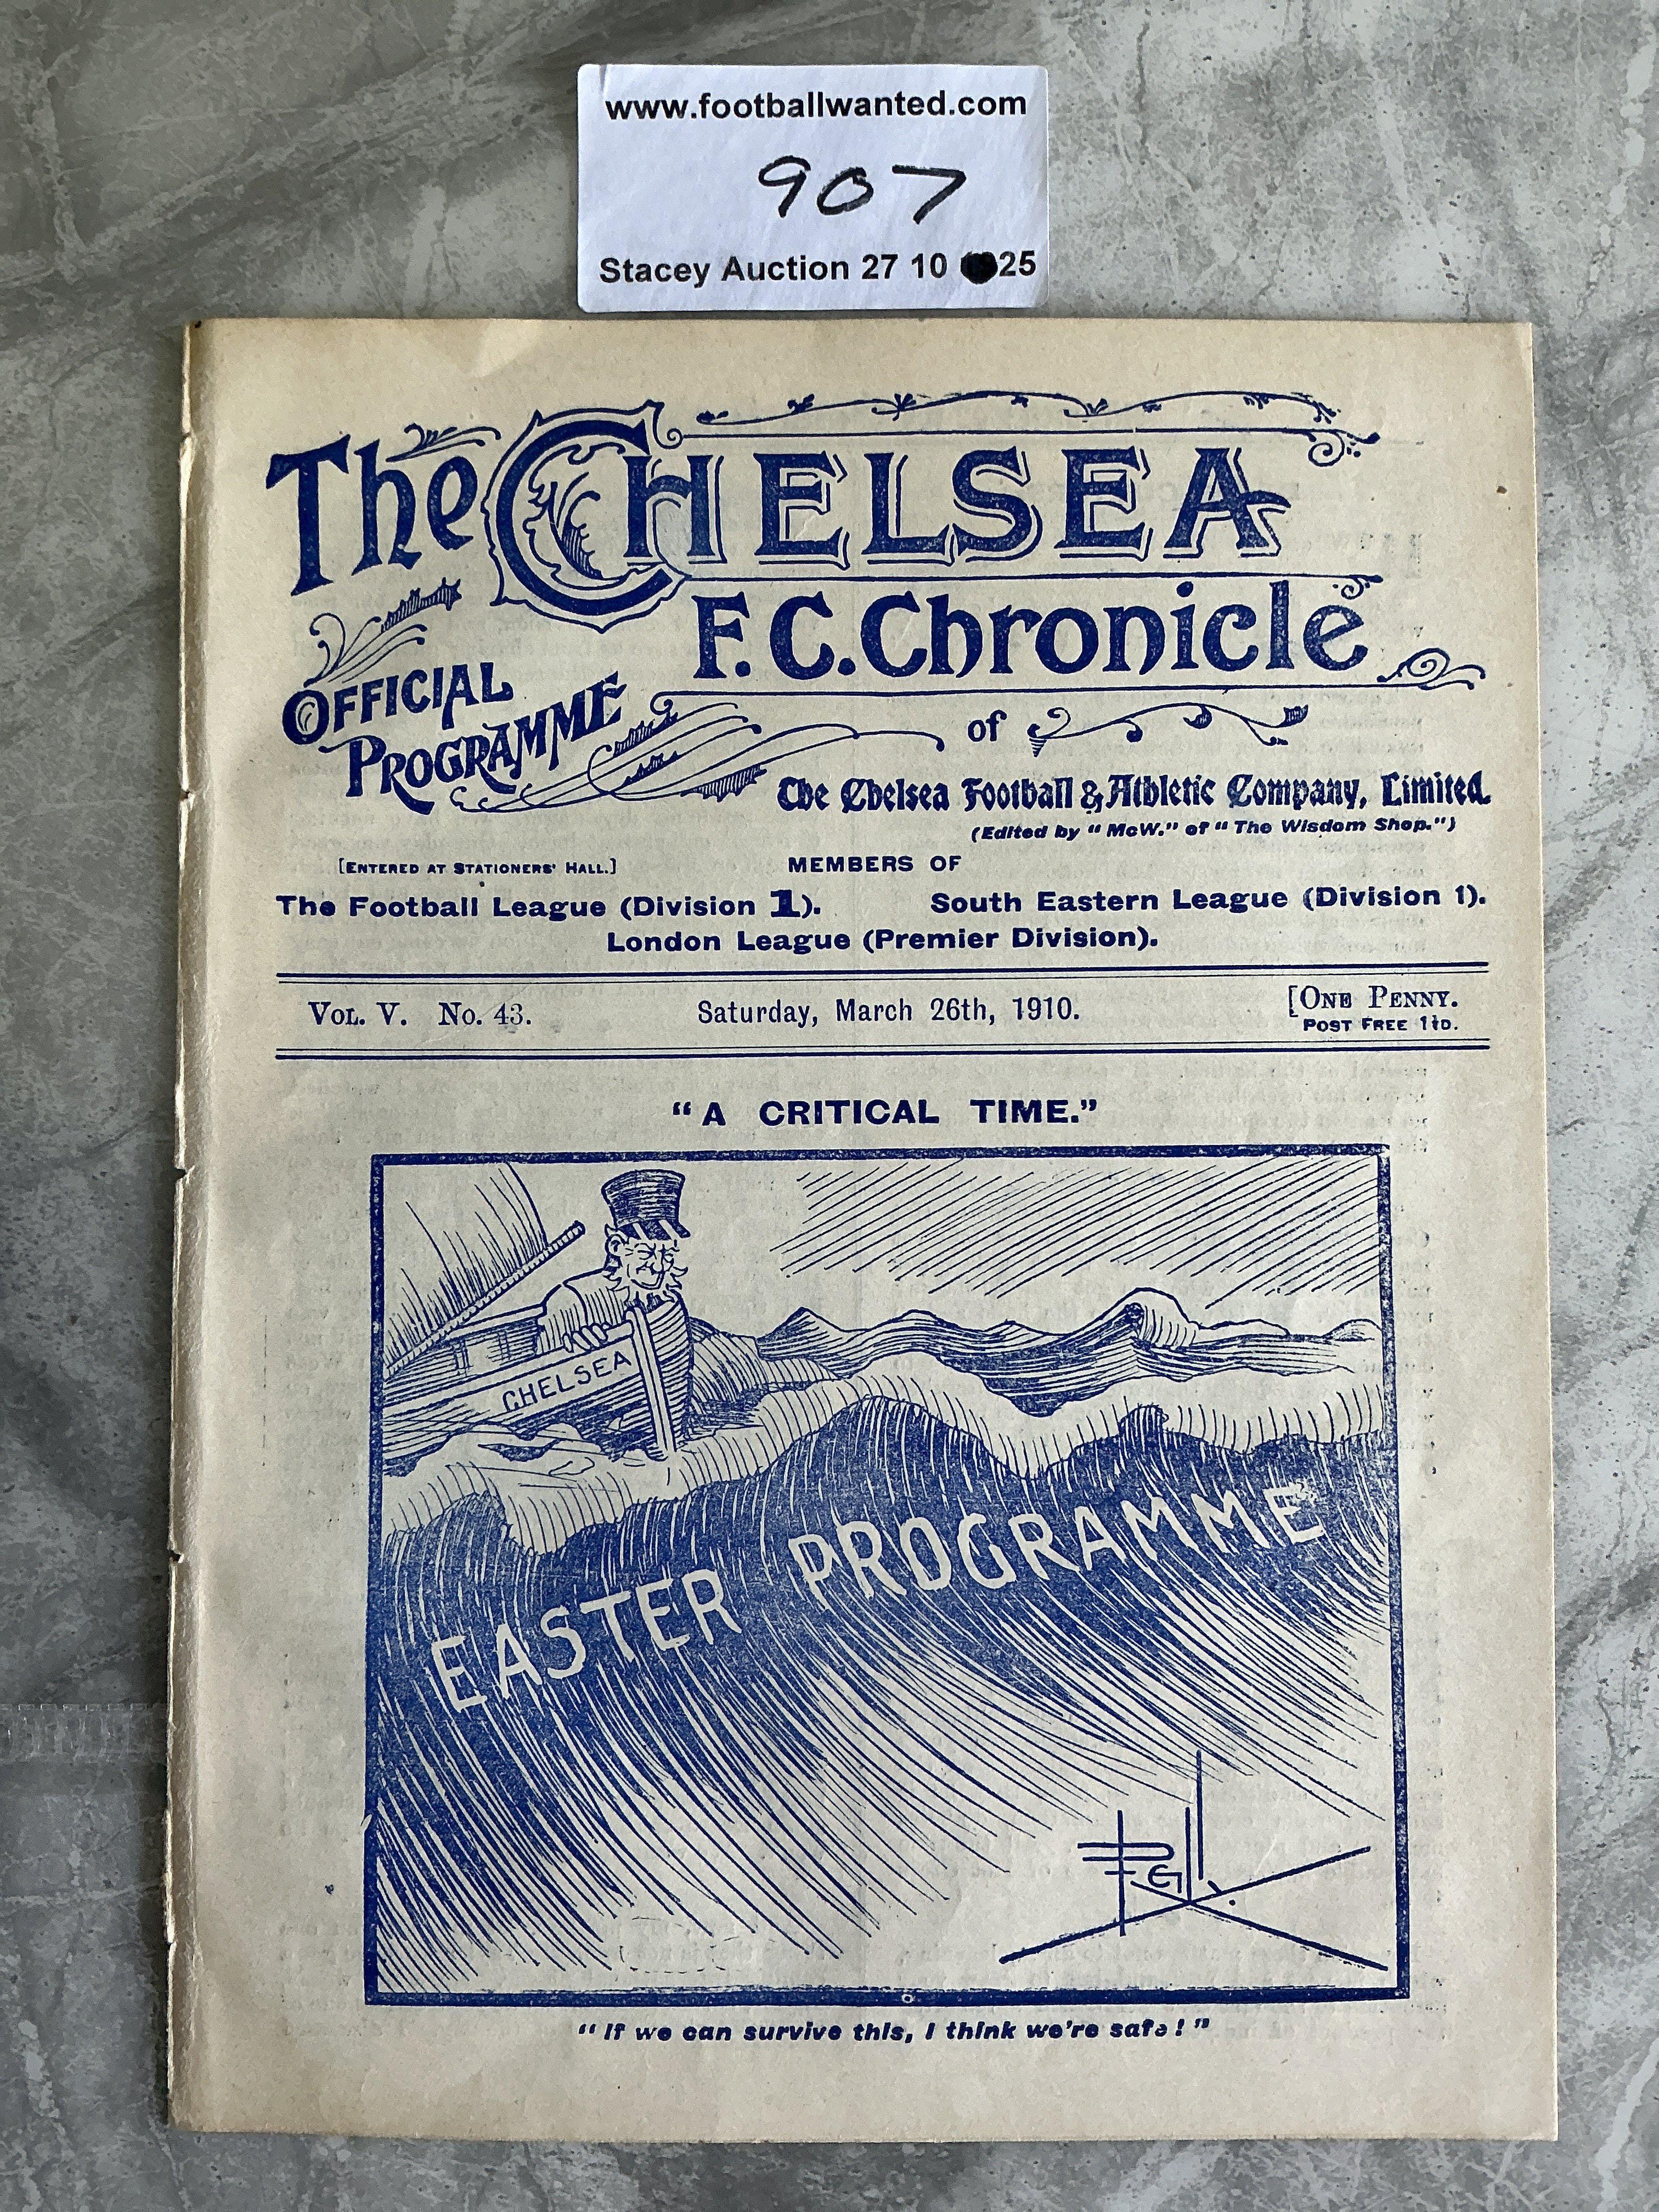 www.footballwanted.com
907
Stacey Auction 27 10 25
The CHELSEA
F.C. Chronicle
OFFICIAL
PROGRAMME
of
The Chelsea Football & Athletic Company, Limited.
(Edited by "McW." of "The Wisdom Shop.")
[ENTERED AT STATIONERS' HALL.]
MEMBERS OF
The Football League (Division 1).
South Eastern League (Division 1).
London League (Premier Division).
VOL. V. No. 43.
Saturday, March 26th, 1910.
[ONE PENNY.
POST FREE 1½D.
"A CRITICAL TIME."
CHELSEA
EASTER PROGRAMME
"If we can survive this, I think we're safe!"